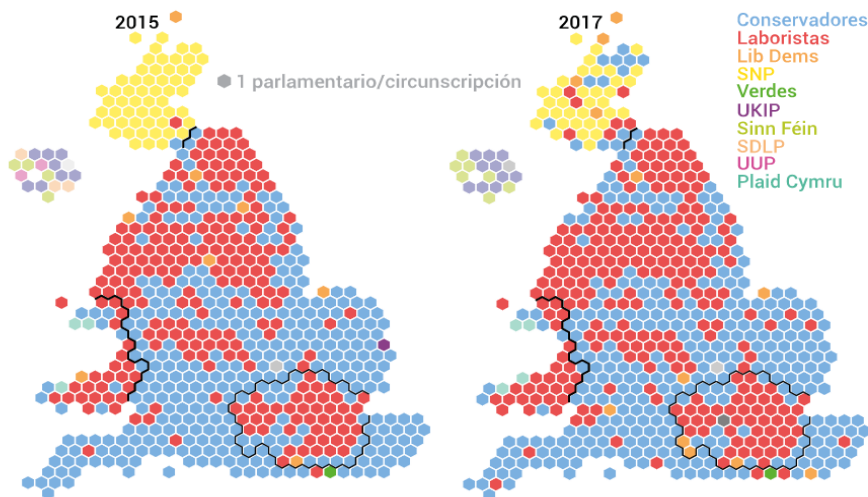 2015
2017
1 parlamentario/circunscripción
Conservadores
Laboristas
Lib Dems
SNP
Verdes
UKIP
Sinn Féin
SDLP
UUP
Plaid Cymru